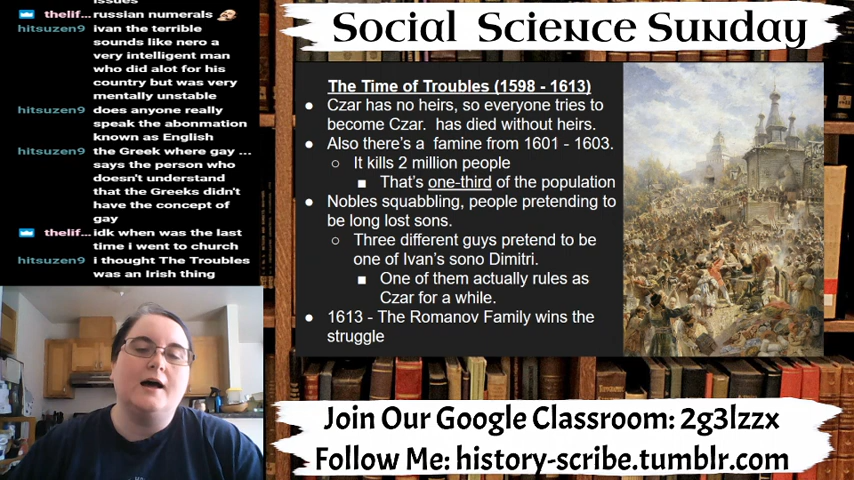 issues
thelif... russian numerals
hitsuzen9 ivan the terrible
sounds like nero a
very intelligent man
who did alot for his
country but was very
mentally unstable
hitsuzen9 does anyone really
speak the abonmation
known as English
hitsuzen9 the Greek where gay ...
says the person who
doesn't understand
that the Greeks didn't
have the concept of
gay
thelif... idk when was the last
time i went to church
hitsuzen9 i thought The Troubles
was an Irish thing
Social Science Sunday
The Time of Troubles (1598 - 1613)
● Czar has no heirs, so everyone tries to
become Czar. has died without heirs.
● Also there's a famine from 1601 - 1603.
○ It kills 2 million people
■ That's one-third of the population
● Nobles squabbling, people pretending to
be long lost sons.
○ Three different guys pretend to be
one of Ivan's sono Dimitri.
■ One of them actually rules as
Czar for a while.
● 1613 - The Romanov Family wins the
struggle
Join Our Google Classroom: 2g3lzzx
Follow Me: history-scribe.tumblr.com